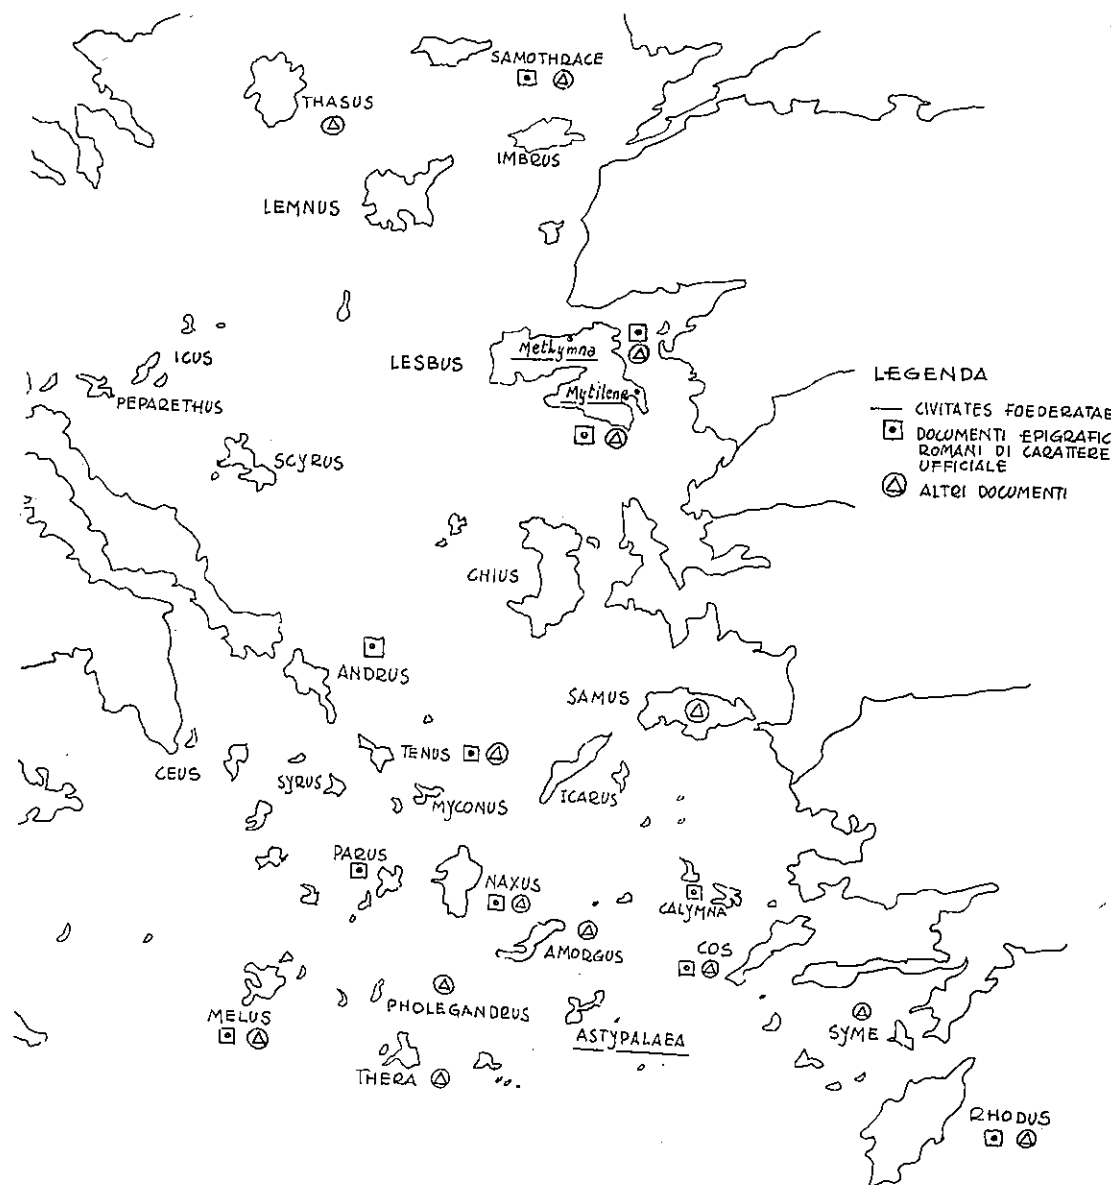 SAMOTHRACE
THASUS
IMBRUS
LEMNUS
ICUS
PEPARETHUS
LESBUS
Methymna
Mytilene
LEGENDA
CIVITATES FOEDERATAE
DOCUMENTI EPIGRAFIC
ROMANI DI CARATTERE
UFFICIALE
ALTRI DOCUMENTI
SCYRUS
CHIUS
ANDRUS
SAMUS
CEUS
SYRUS
TENUS
MYCONUS
ICARUS
PARUS
NAXUS
CALYMNA
AMORGUS
COS
MELUS
PHOLEGANDRUS
ASTYPALAEA
SYME
THERA
RHODUS